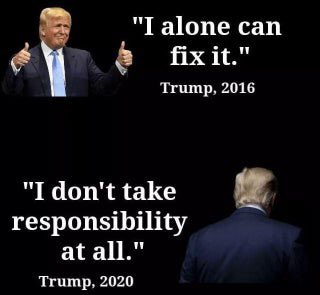 "I alone can
fix it."
Trump, 2016
"I don't take
responsibility
at all."
Trump, 2020